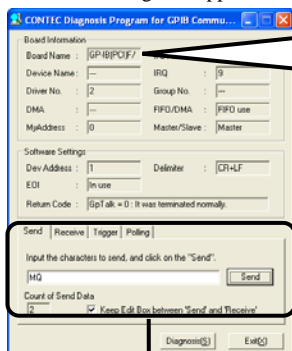 CONTEC Diagnosis Program for GPIB Commu...
Board Information
Board Name : GP-IB(PCI)F/
Device Name : --- IRQ : 9
Driver No. : 2 Group No. : ---
DMA : --- FIFO/DMA : FIFO use
MyAddress : 0 Master/Slave : Master
Software Settings
Dev Address : 1 Delimiter : CR+LF
EOI : In use
Return Code : GpTalk = 0 : It was terminated normally.
Send Receive Trigger Polling
Input the characters to send, and click on the "Send".
MQ Send
Count of Send Data
2 Keep Edit Box between 'Send' and 'Receive'
Diagnosis(S) Exit(X)